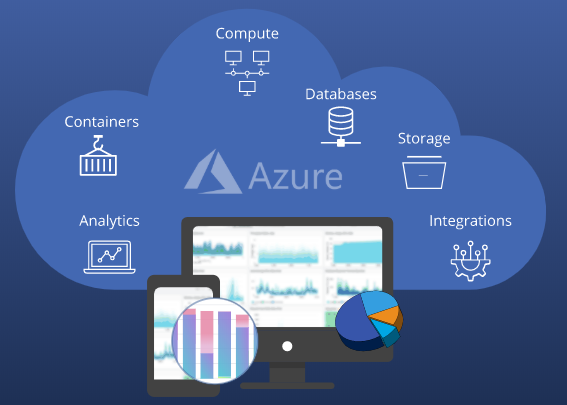 Compute
Databases
Containers
Storage
Azure
Analytics
Integrations